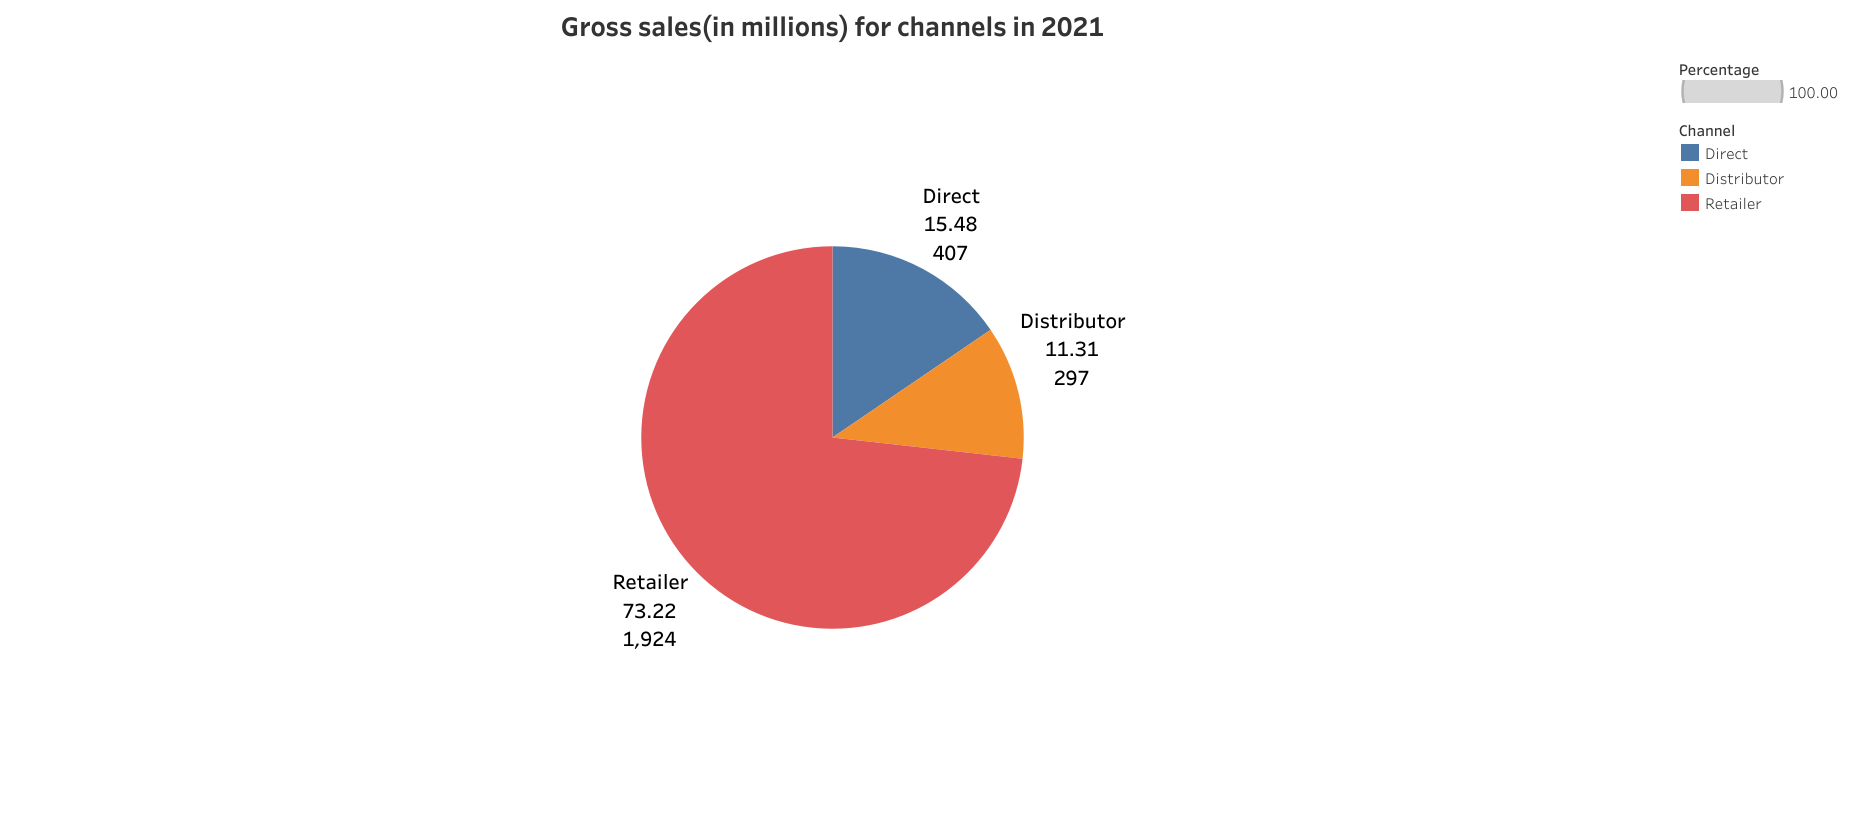 Gross sales(in millions) for channels in 2021
Percentage
100.00
Channel
Direct
Distributor
Retailer
Direct
15.48
407
Distributor
11.31
297
Retailer
73.22
1,924